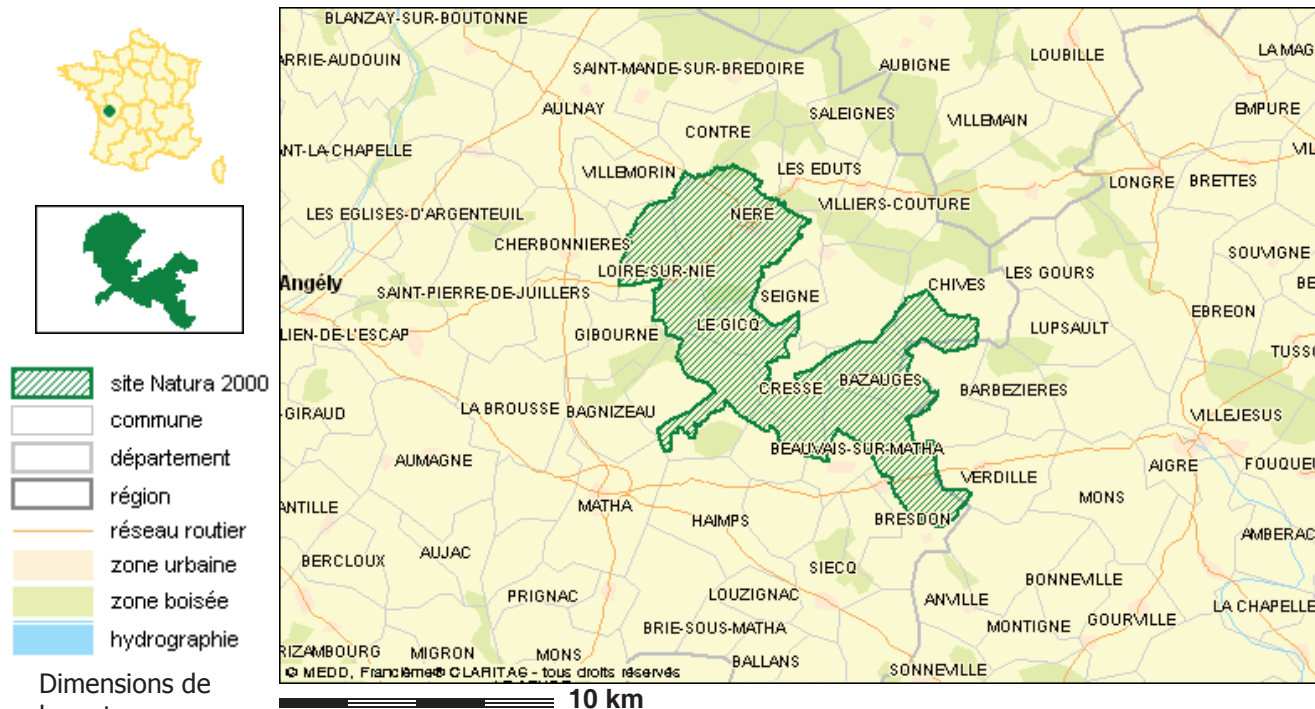 BLANZAY-SUR-BOUTONNE
LOUBILLE
LA MAG
ARRIE-AUDOUIN
SAINT-MANDE-SUR-BREDOIRE
AUBIGNE
AULNAY
SALEIGNES
EMPURE
CONTRE
VILLEMAIN
NT-LA-CHAPELLE
VIL
VILLEMORIN
LES EDUTS
LONGRE
BRETTES
LES EGLISES-D'ARGENTEUIL
NERE
VILLIERS-COUTURE
CHERBONNIERES
SOUVIGNE
LOIRE-SUR-NIE
LES GOURS
Angély
SAINT-PIERRE-DE-JUILLERS
SEIGNE
CHIVES
BE
LIEN-DE-L'ESCAP
GIBOURNE
LE-GICQ
LUPSAULT
EBREON
TUSSO
CRESSE
BAZAUGES
BARBEZIERES
-GIRAUD
LA BROUSSE
BAGNIZEAU
VILLEJESUS
BEAUVAIS-SUR-MATHA
AUMAGNE
VERDILLE
AIGRE
FOUQUEU
ANTILLE
MATHA
HAIMPS
BRESDON
MONS
AMBERAC
BERCLOUX
AUJAC
SIECQ
BONNEVILLE
PRIGNAC
LOUZIGNAC
ANVILLE
MONTIGNE
GOURVILLE
LA CHAPELLE
BRIE-SOUS-MATHA
RIZAMBOURG
MIGRON
MONS
BALLANS
SONNEVILLE
© MEDD, Franclème® CLARITAS - tous droits réservés
site Natura 2000
commune
département
région
réseau routier
zone urbaine
zone boisée
hydrographie
Dimensions de
10 km